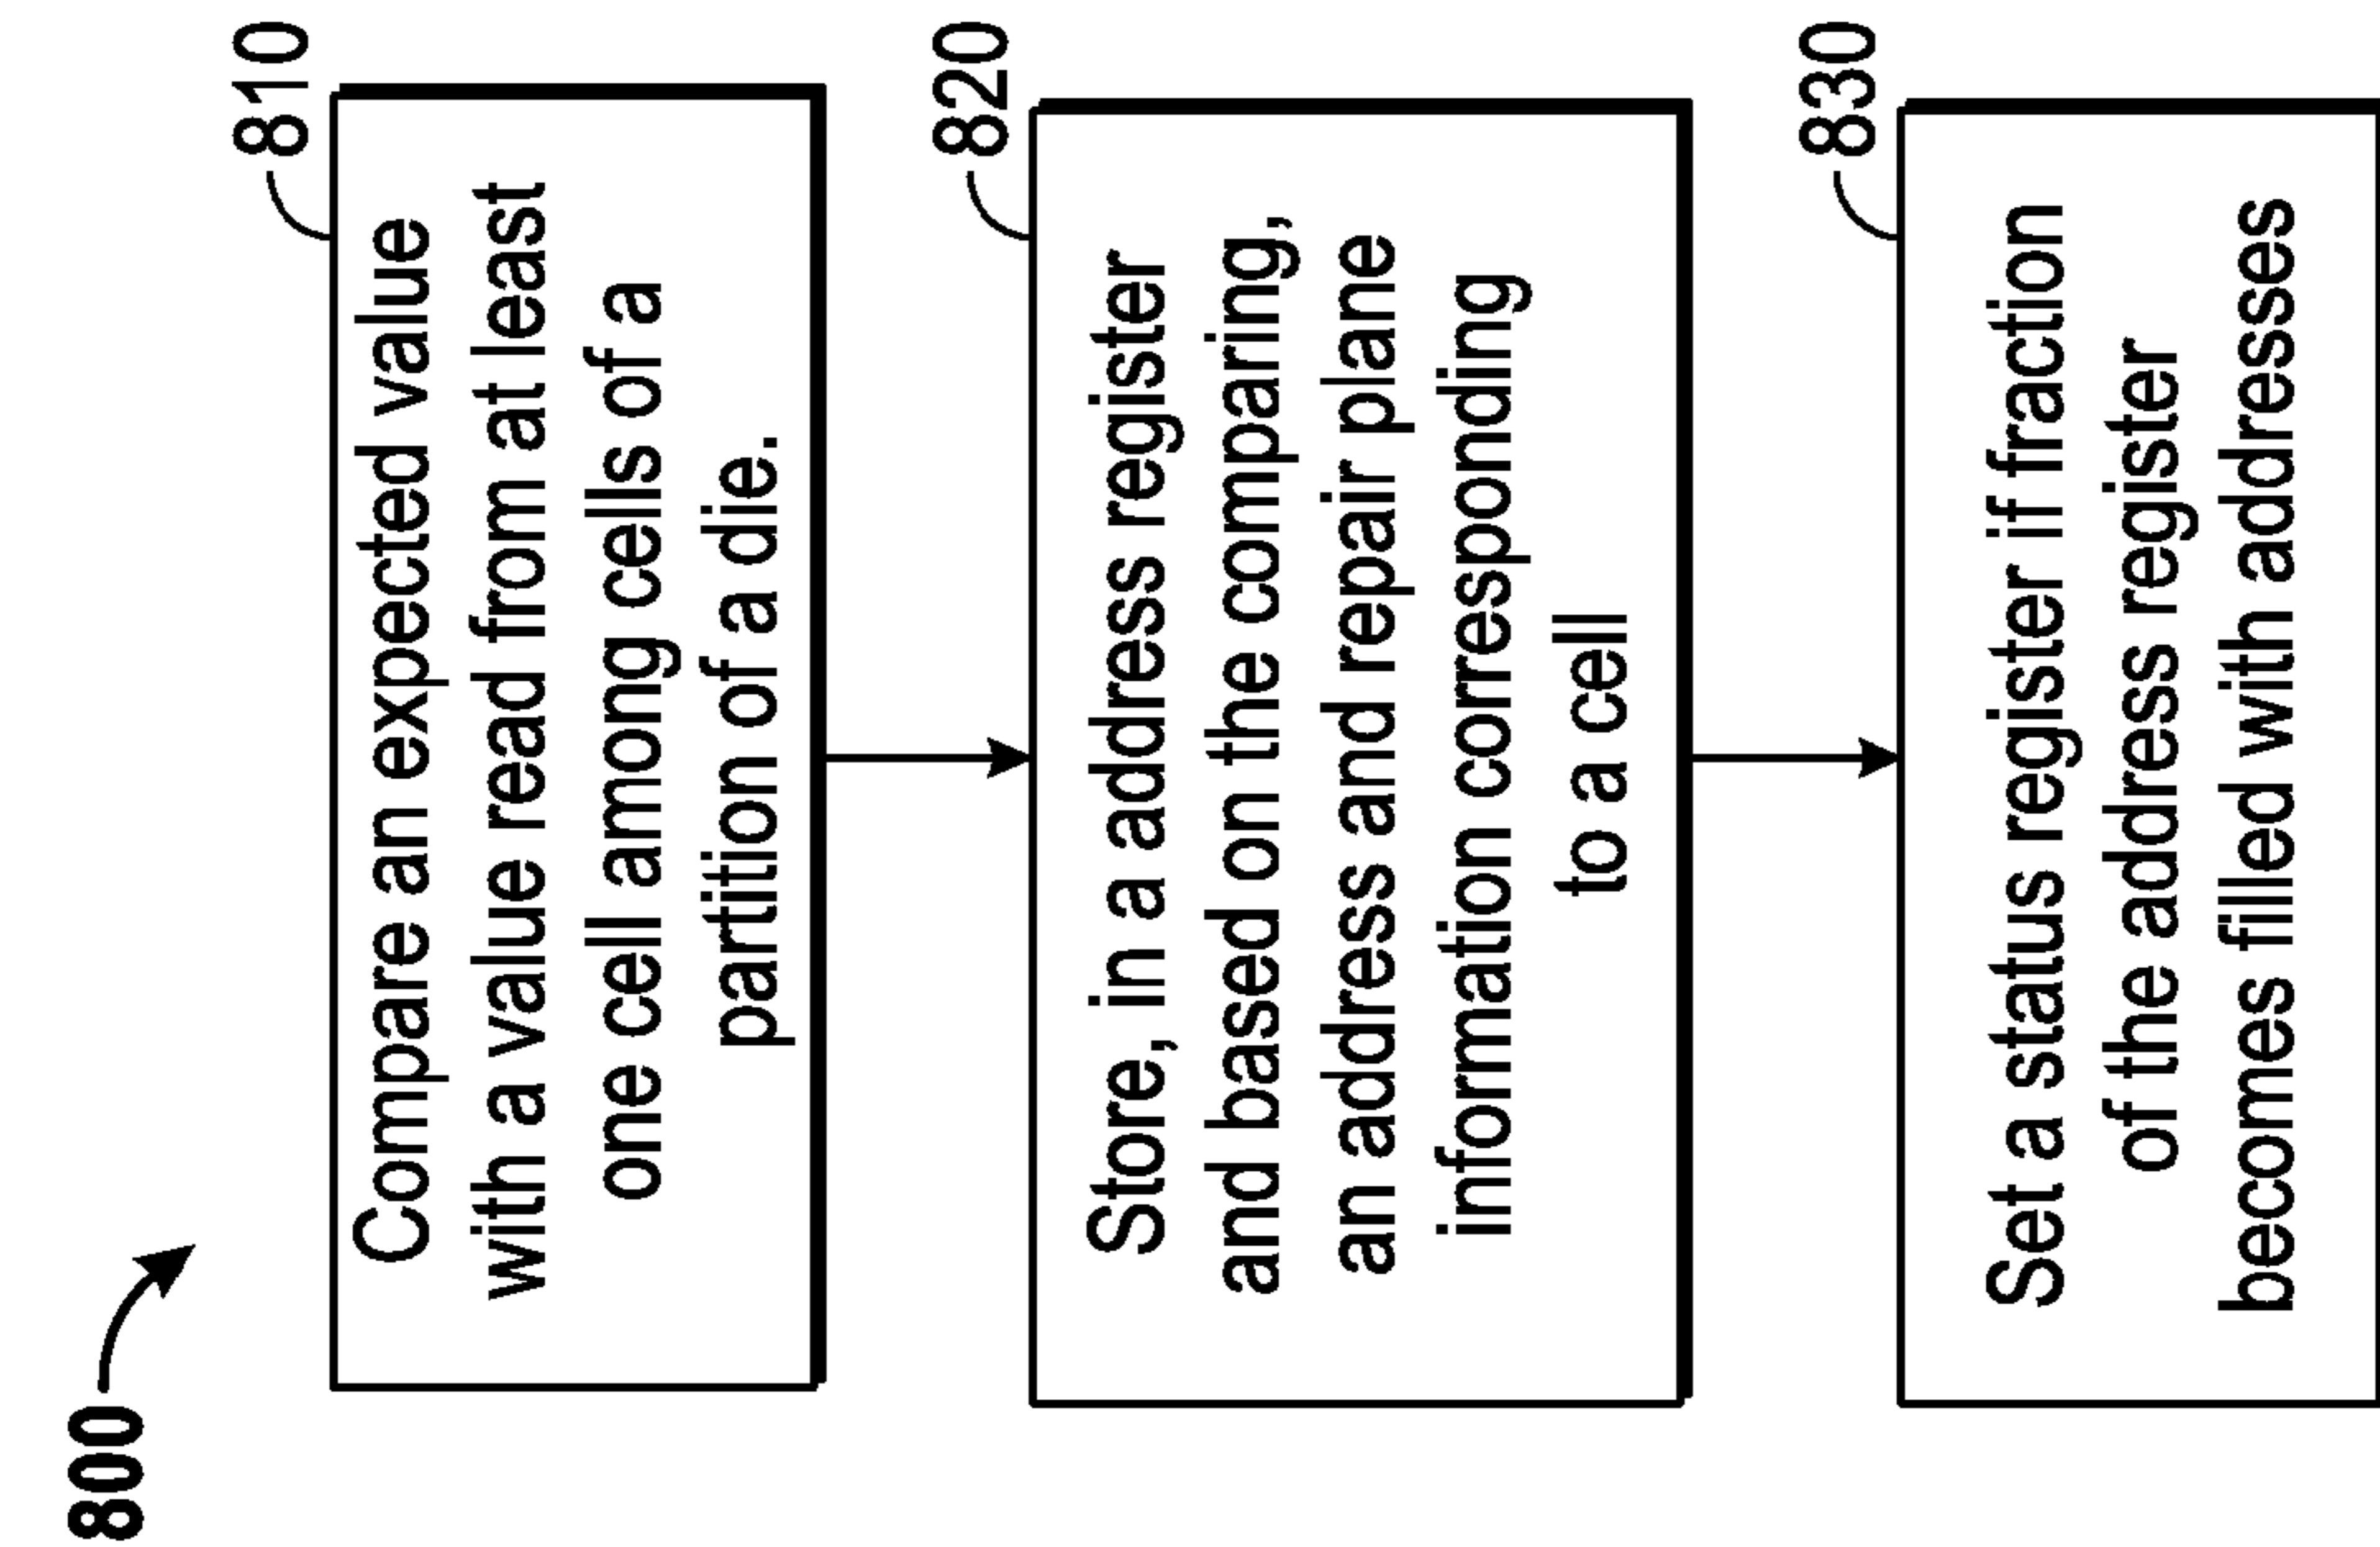 800
810
Compare an expected value
with a value read from at least
one cell among cells of a
partition of a die.
820
Store, in a address register
and based on the comparing,
an address and repair plane
information corresponding
to a cell
830
Set a status register if fraction
of the address register
becomes filled with addresses